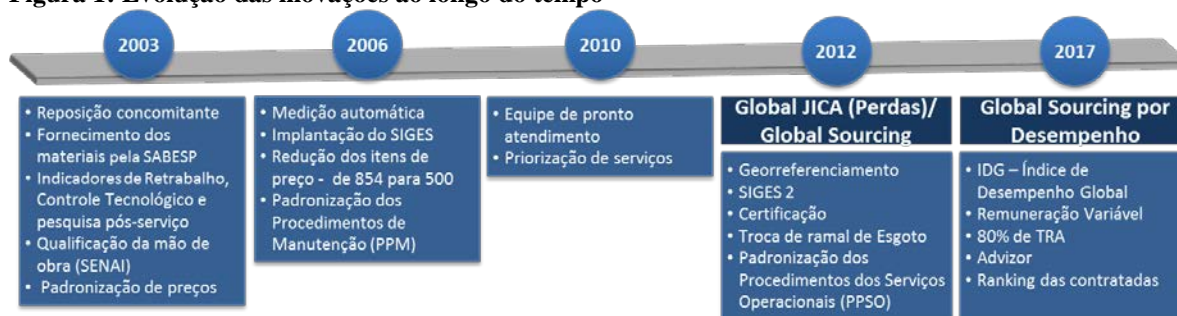 Figura 1: Evolução das inovações ao longo do tempo
2003
• Reposição concomitante
• Fornecimento dos
materiais pela SABESP
• Indicadores de Retrabalho,
Controle Tecnológico e
pesquisa pós-serviço
• Qualificação da mão de
obra (SENAI)
• Padronização de preços
2006
• Medição automática
• Implantação do SIGES
• Redução dos itens de
preço - de 854 para 500
• Padronização dos
Procedimentos de
Manutenção (PPM)
2010
• Equipe de pronto
atendimento
• Priorização de serviços
2012
Global JICA (Perdas)/
Global Sourcing
• Georreferenciamento
• SIGES 2
• Certificação
• Troca de ramal de Esgoto
• Padronização dos
Procedimentos dos Serviços
Operacionais (PPSO)
2017
Global Sourcing por
Desempenho
• IDG – Índice de
Desempenho Global
• Remuneração Variável
• 80% de TRA
• Advizor
• Ranking das contratadas